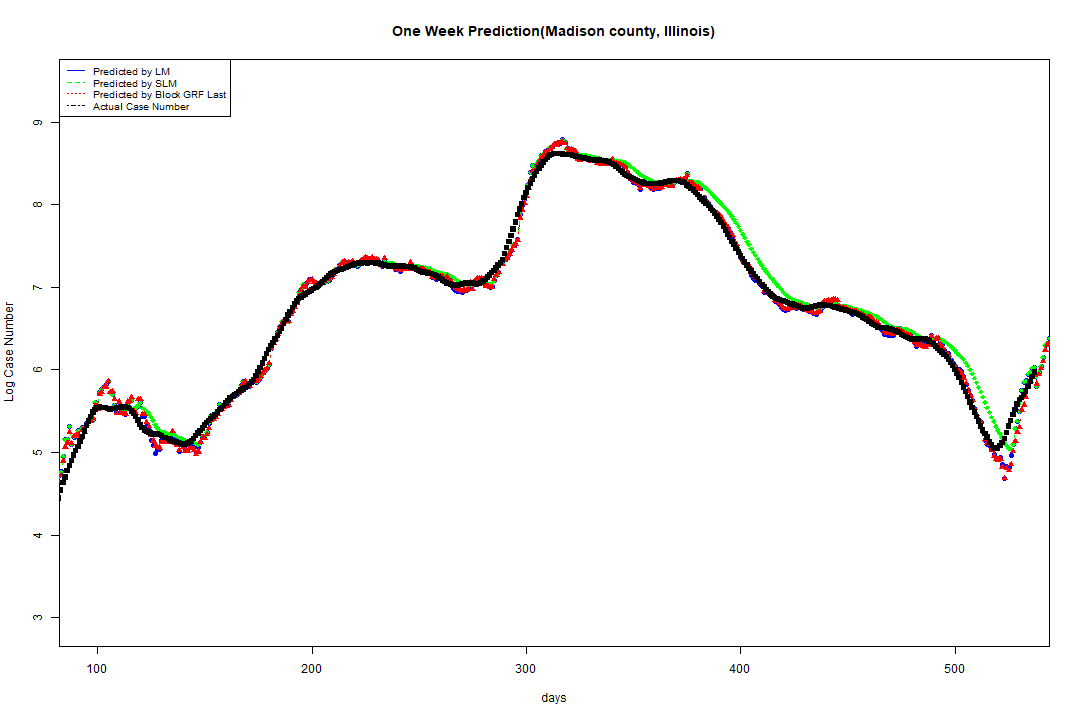 One Week Prediction(Madison county, Illinois)
Predicted by LM
Predicted by SLM
Predicted by Block GRF Last
Actual Case Number
Log Case Number
9
8
7
6
5
4
3
100 200 300 400 500
days